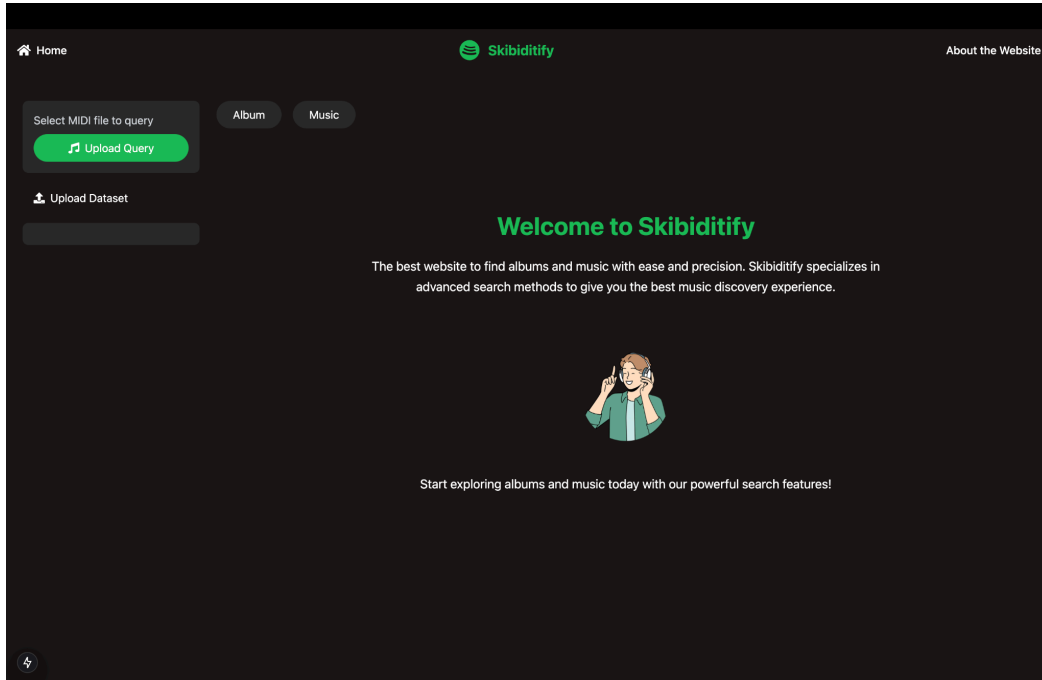 Home
Skibiditify
About the Website
Select MIDI file to query
Upload Query
Album
Music
Upload Dataset
Welcome to Skibiditify
The best website to find albums and music with ease and precision. Skibiditify specializes in
advanced search methods to give you the best music discovery experience.
Start exploring albums and music today with our powerful search features!